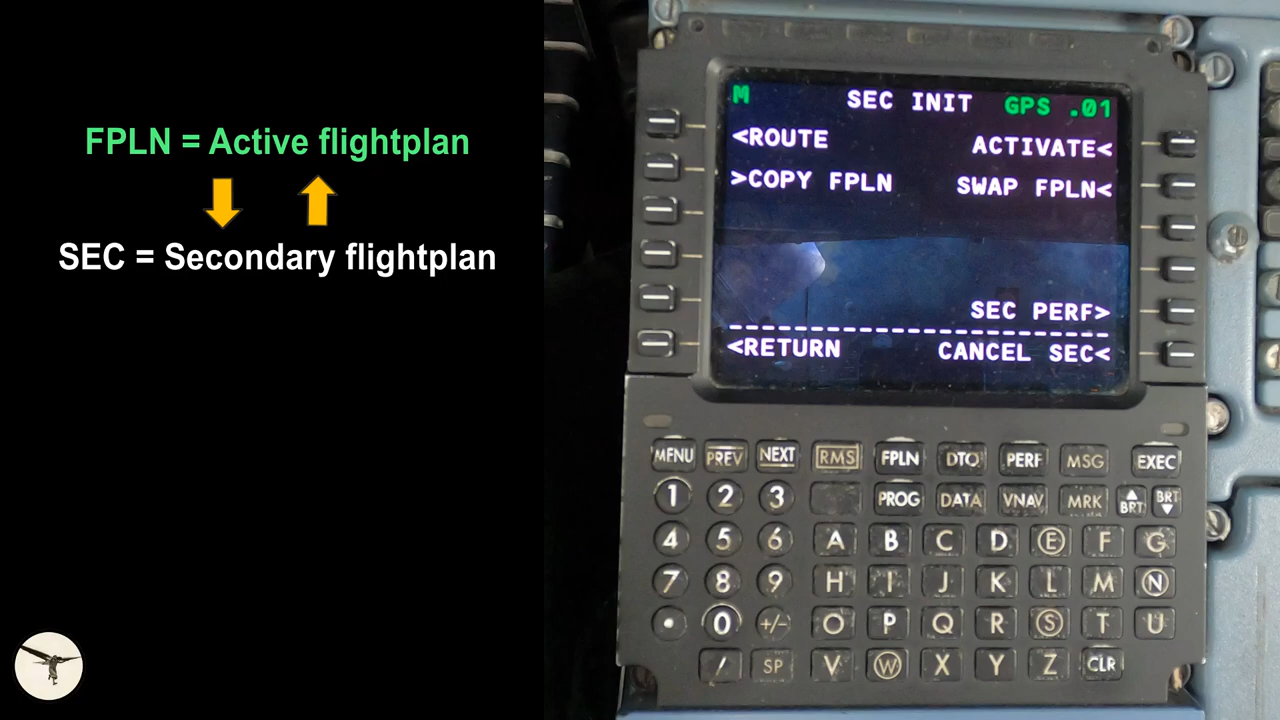 FPLN = Active flightplan
SEC = Secondary flightplan
M SEC INIT GPS .01
<ROUTE ACTIVATE<
>COPY FPLN SWAP FPLN<
SEC PERF>
<RETURN CANCEL SEC<
MENU PREV NEXT RMS FPLN DTO PERF MSG EXEC
1 2 3 PROG DATA VNAV MRK BRT BRT
4 5 6 A B C D E F G
7 8 9 H I J K L M N
. 0 +/- O P Q R S T U
/ SP V W X Y Z CLR